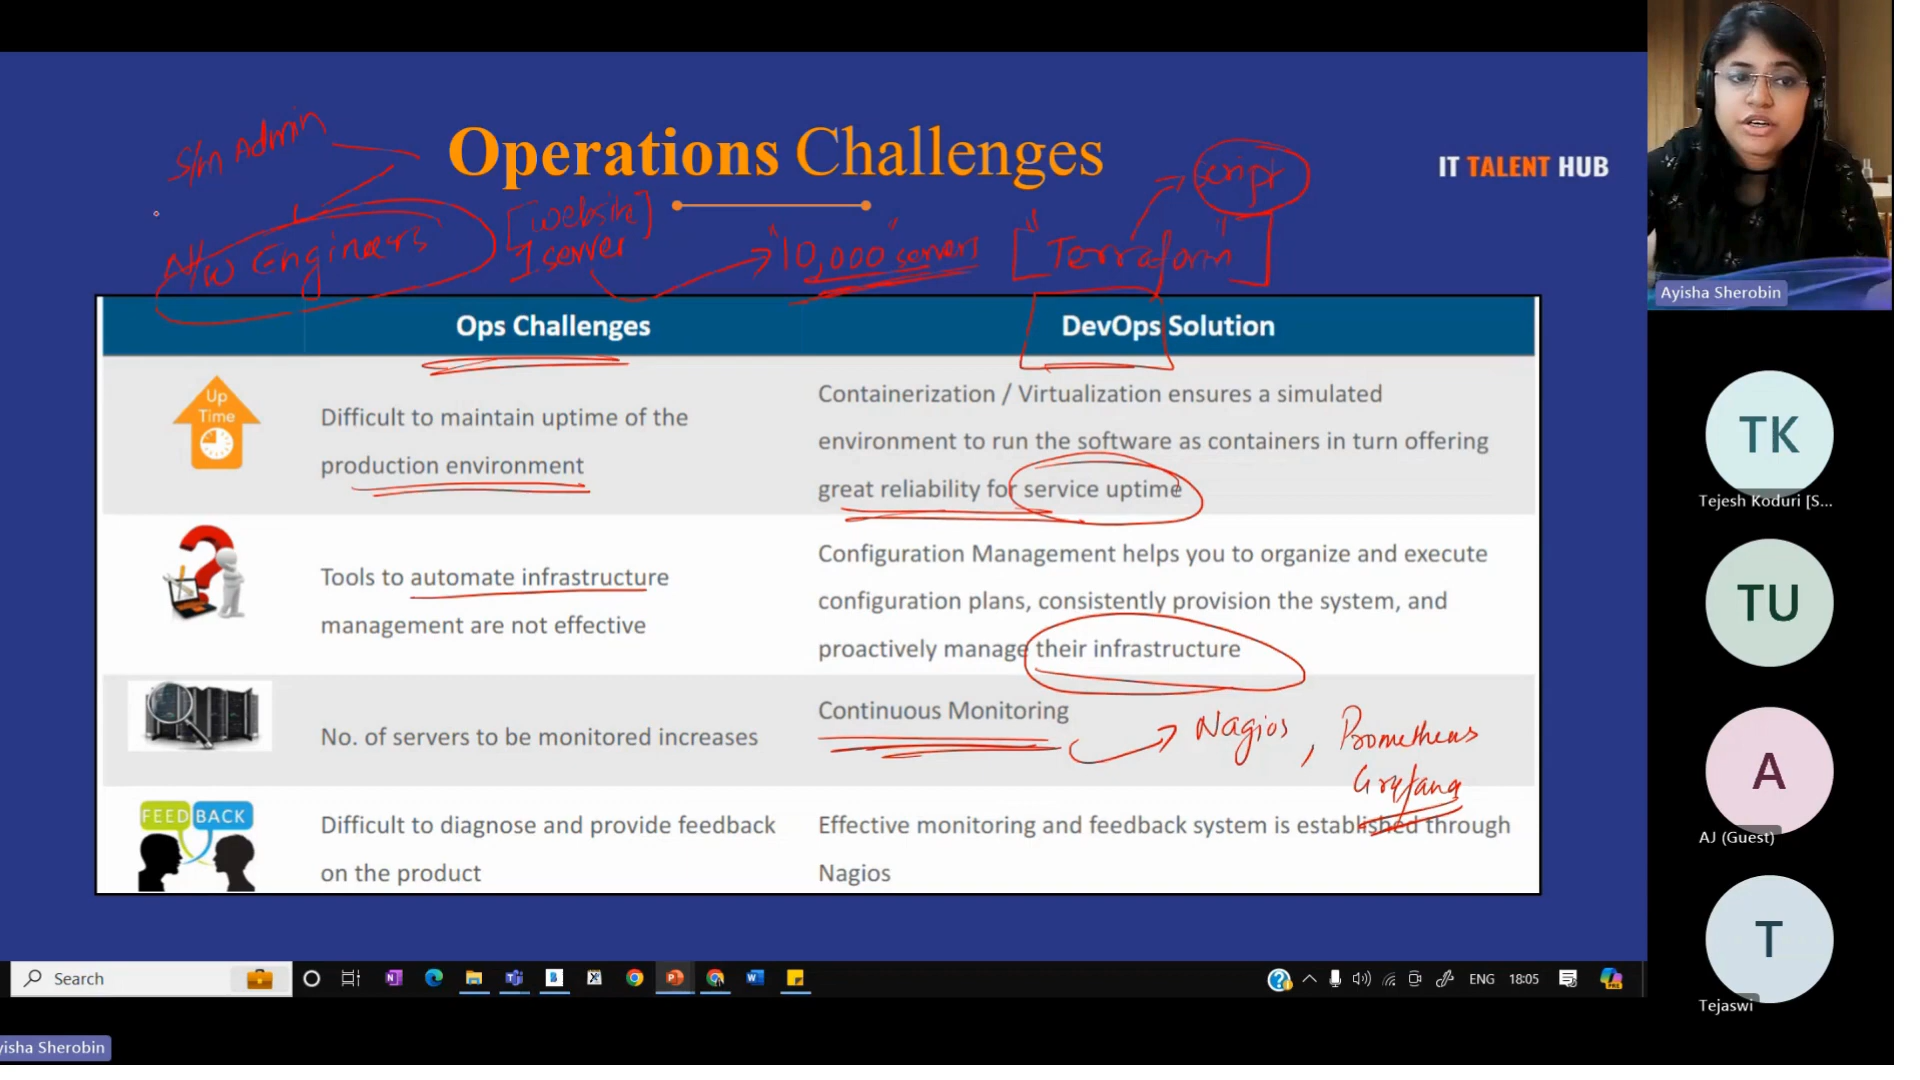 S/m Admin
Operations Challenges
script
IT TALENT HUB
N/w Engineers
[website]
1 server
"10,000" servers
["Terraform"]
Ayisha Sherobin
Ops Challenges
DevOps Solution
Up
Time
Difficult to maintain uptime of the
production environment
Containerization / Virtualization ensures a simulated
environment to run the software as containers in turn offering
great reliability for service uptime
Tools to automate infrastructure
management are not effective
Configuration Management helps you to organize and execute
configuration plans, consistently provision the system, and
proactively manage their infrastructure
No. of servers to be monitored increases
Continuous Monitoring
Nagios, Prometheus
Grafana
FEED BACK
Difficult to diagnose and provide feedback
on the product
Effective monitoring and feedback system is established through
Nagios
TK
Tejesh Koduri [S...
TU
A
AJ (Guest)
T
Tejaswi
Search
ENG
18:05
yisha Sherobin